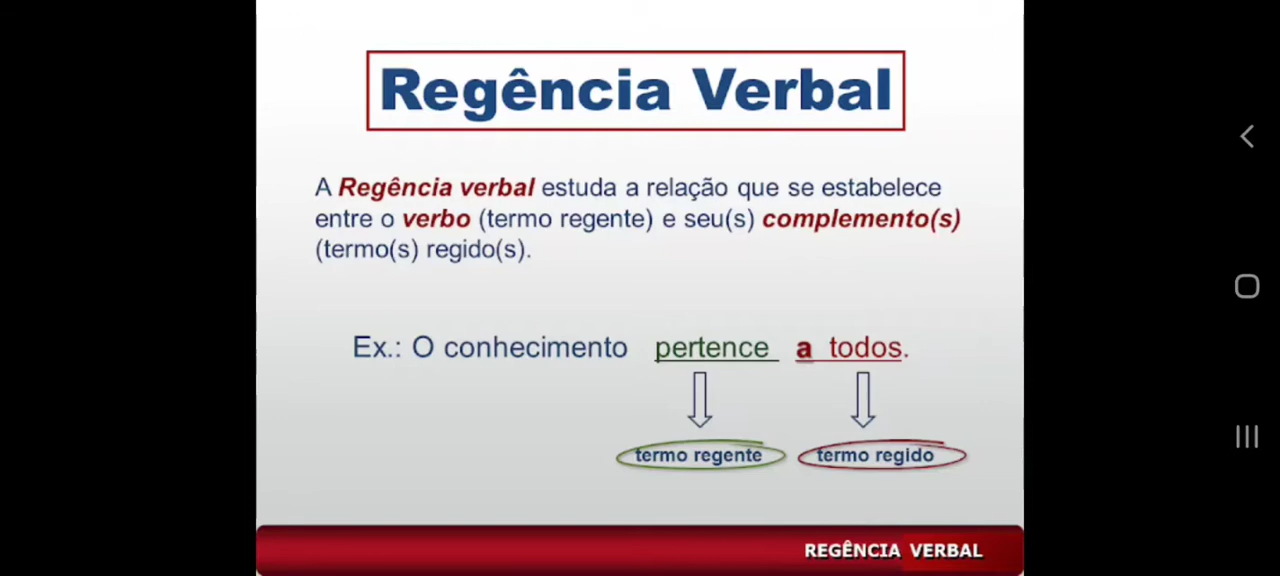 Regência Verbal
A Regência verbal estuda a relação que se estabelece
entre o verbo (termo regente) e seu(s) complemento(s)
(termo(s) regido(s).
Ex.: O conhecimento pertence a todos.
termo regente termo regido
REGÊNCIA VERBAL